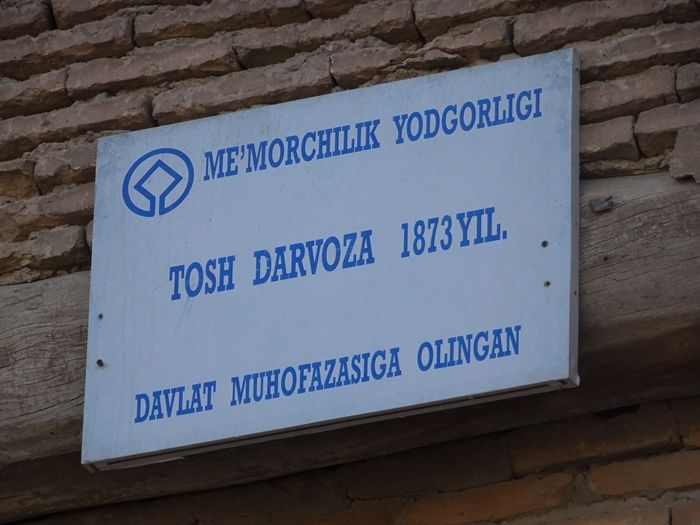 ME’MORCHILIK YODGORLIGI
TOSH DARVOZA 1873 YIL.
DAVLAT MUHOFAZASIGA OLINGAN